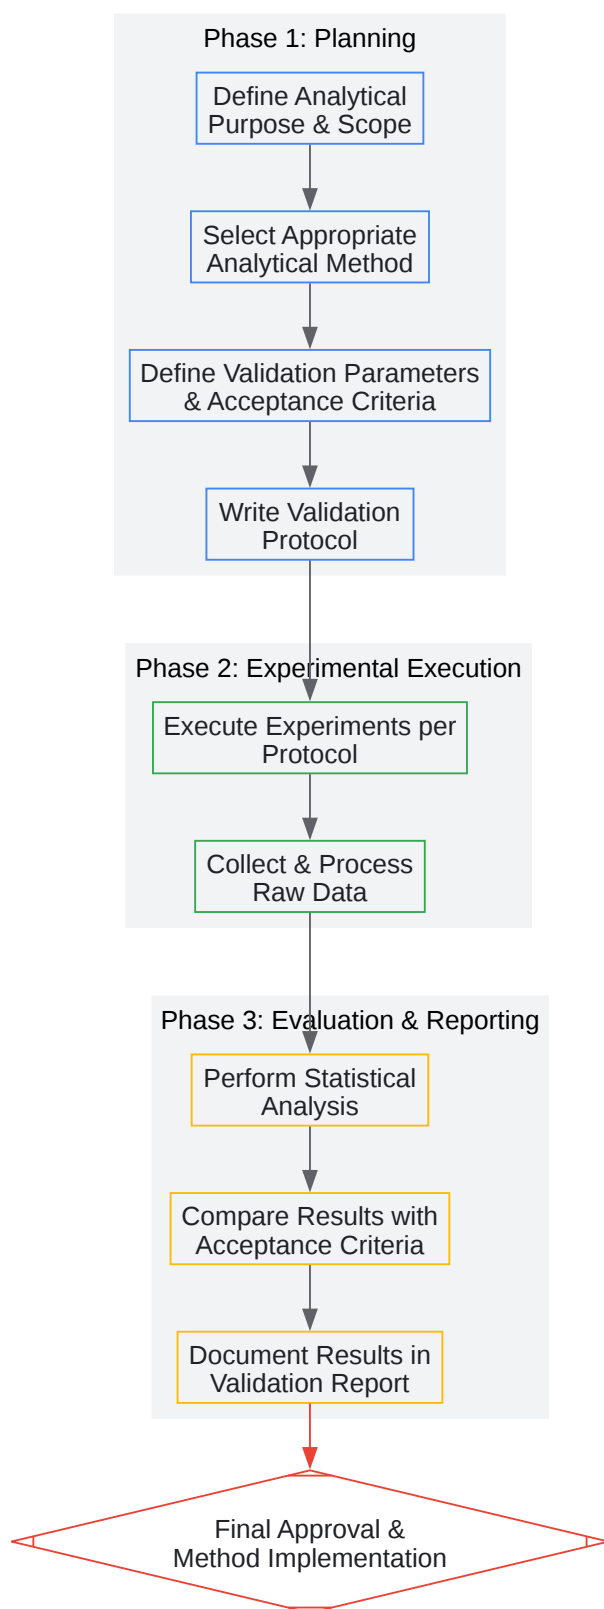 Phase 1: Planning
Define Analytical
Purpose & Scope
Select Appropriate
Analytical Method
Define Validation Parameters
& Acceptance Criteria
Write Validation
Protocol
Phase 2: Experimental Execution
Execute Experiments per
Protocol
Collect & Process
Raw Data
Phase 3: Evaluation & Reporting
Perform Statistical
Analysis
Compare Results with
Acceptance Criteria
Document Results in
Validation Report
Final Approval &
Method Implementation